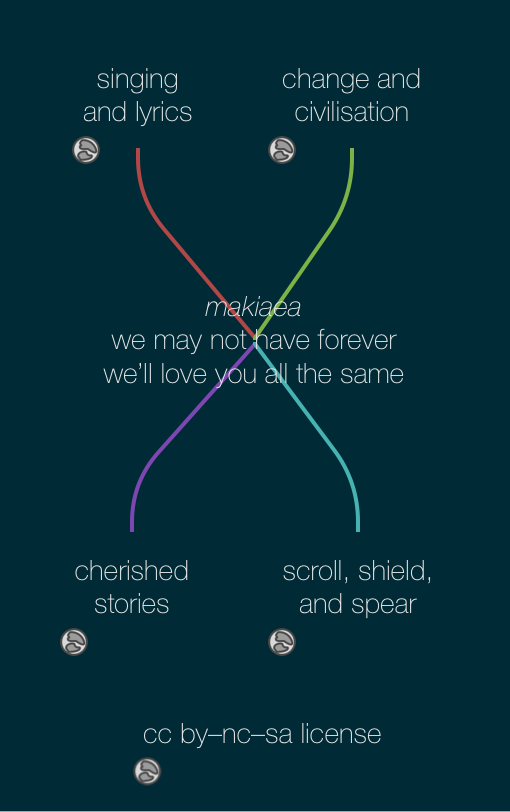 singing
and lyrics
change and
civilisation
makiaea
we may not have forever
we’ll love you all the same
cherished
stories
scroll, shield,
and spear
cc by–nc–sa license